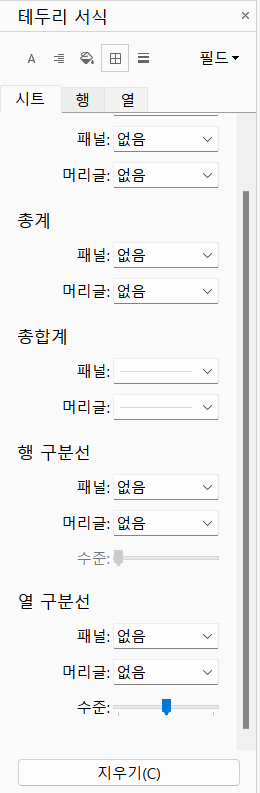 테두리 서식 ×
A 필드
시트 행 열
패널: 없음
머리글: 없음
총계
패널: 없음
머리글: 없음
총합계
패널:
머리글:
행 구분선
패널: 없음
머리글: 없음
수준:
열 구분선
패널: 없음
머리글: 없음
수준:
지우기(C)